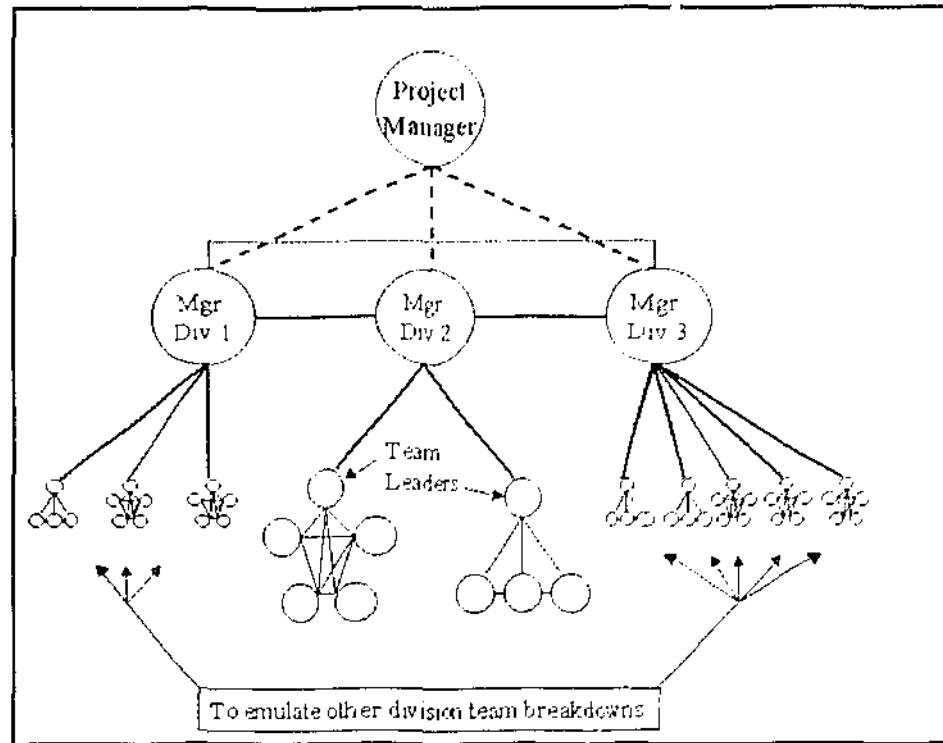 Project
Manager
Mgr
Div 1
Mgr
Div 2
Mgr
Div 3
Team
Leaders
To emulate other division team breakdowns